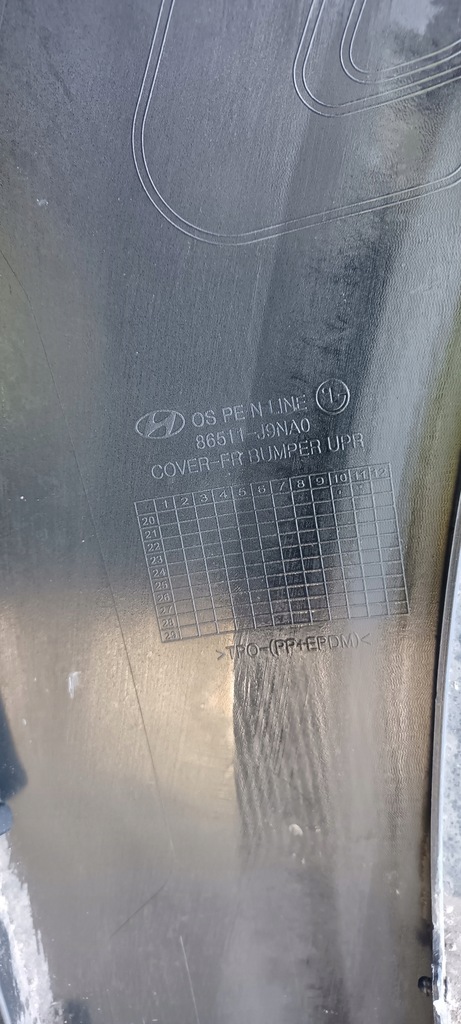 OS PE N LINE
86511-J9NA0
COVER-FR BUMPER UPR
1 2 3 4 5 6 7 8 9 10 11 12
20
21
22
23
24
25
26
27
28
29
>TPO-(PP+EPDM)<